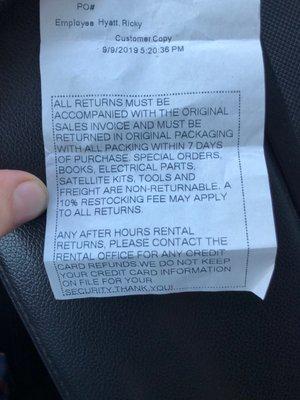 PO#
Employee Hyatt, Ricky
Customer Copy
9/9/2019 5:20:36 PM
ALL RETURNS MUST BE
ACCOMPANIED WITH THE ORIGINAL
SALES INVOICE AND MUST BE
RETURNED IN ORIGINAL PACKAGING
WITH ALL PACKING WITHIN 7 DAYS
OF PURCHASE. SPECIAL ORDERS,
BOOKS, ELECTRICAL PARTS,
SATELLITE KITS, TOOLS AND
FREIGHT ARE NON-RETURNABLE. A
10% RESTOCKING FEE MAY APPLY
TO ALL RETURNS.
ANY AFTER HOURS RENTAL
RETURNS, PLEASE CONTACT THE
RENTAL OFFICE FOR ANY CREDIT
CARD REFUNDS.WE DO NOT KEEP
YOUR CREDIT CARD INFORMATION
ON FILE FOR YOUR
SECURITY.THANK YOU!